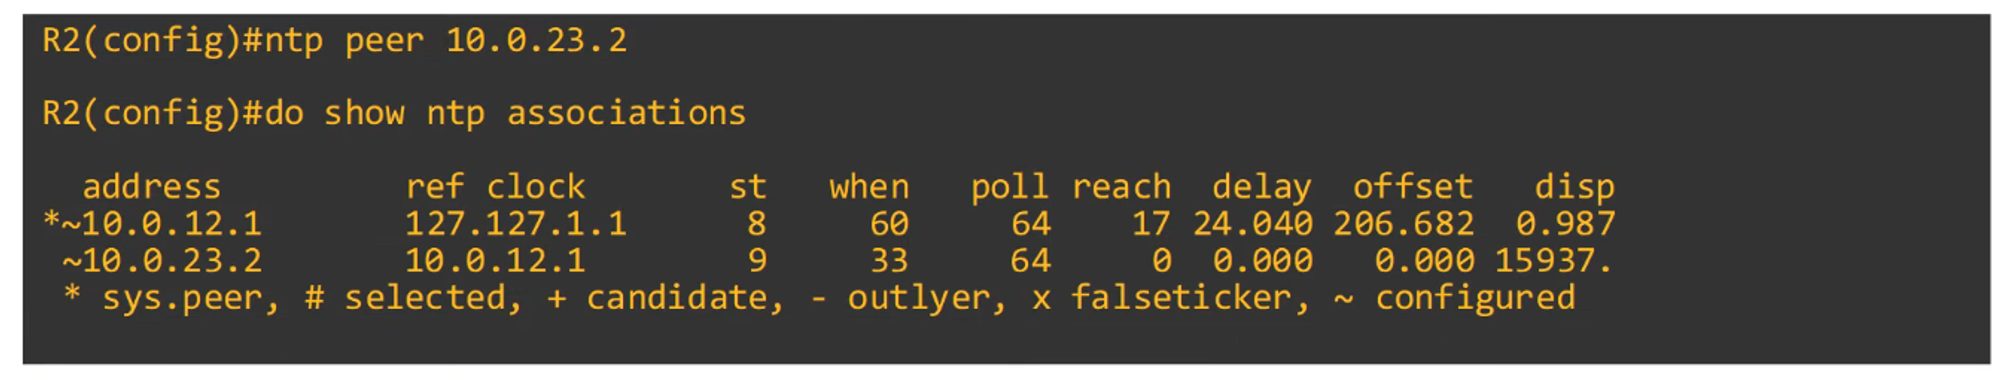 R2(config)#ntp peer 10.0.23.2
R2(config)#do show ntp associations
address ref clock st when poll reach delay offset disp
*~10.0.12.1 127.127.1.1 8 60 64 17 24.040 206.682 0.987
~10.0.23.2 10.0.12.1 9 33 64 0 0.000 0.000 15937.
* sys.peer, # selected, + candidate, - outlyer, x falseticker, ~ configured